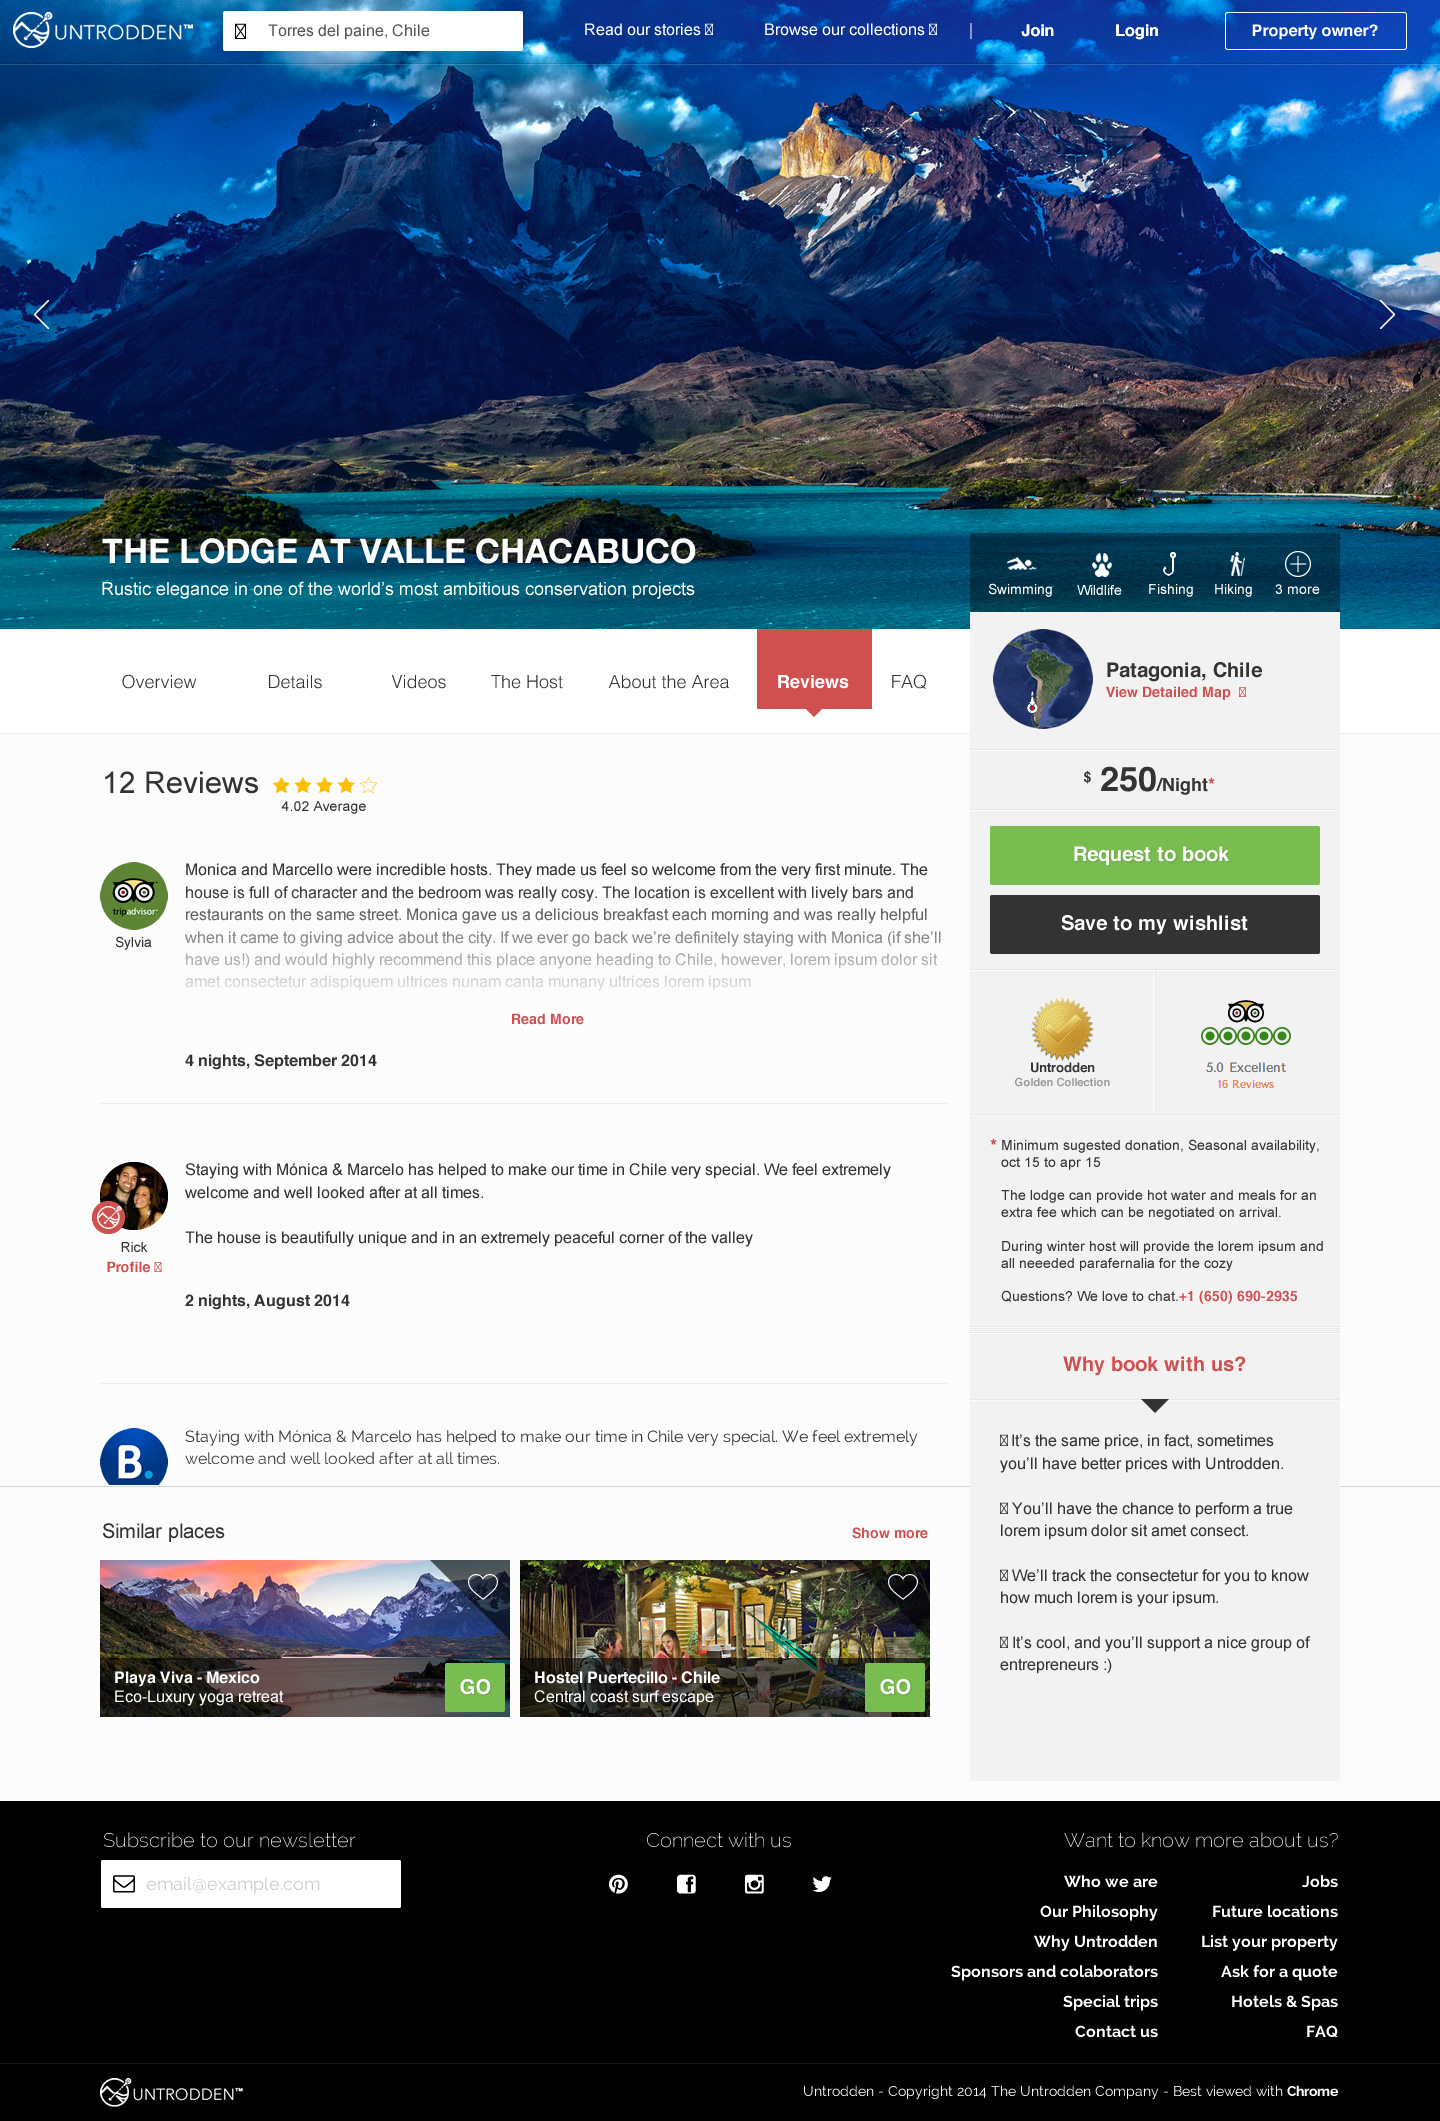 UNTRODDEN™
Torres del paine, Chile
Read our stories
Browse our collections
|
Join
Login
Property owner?
THE LODGE AT VALLE CHACABUCO
Rustic elegance in one of the world's most ambitious conservation projects
Swimming
Wildlife
Fishing
Hiking
3 more
Overview
Details
Videos
The Host
About the Area
Reviews
FAQ
Patagonia, Chile
View Detailed Map
$ 250/Night*
Request to book
Save to my wishlist
Untrodden
Golden Collection
5.0 Excellent
16 Reviews
* Minimum sugested donation, Seasonal availability,
oct 15 to apr 15
The lodge can provide hot water and meals for an
extra fee which can be negotiated on arrival.
During winter host will provide the lorem ipsum and
all neeeded parafernalia for the cozy
Questions? We love to chat.+1 (650) 690-2935
Why book with us?
It's the same price, in fact, sometimes
you'll have better prices with Untrodden.
You'll have the chance to perform a true
lorem ipsum dolor sit amet consect.
We'll track the consectetur for you to know
how much lorem is your ipsum.
It's cool, and you'll support a nice group of
entrepreneurs :)
12 Reviews
4.02 Average
tripadvisor
Sylvia
Monica and Marcello were incredible hosts. They made us feel so welcome from the very first minute. The
house is full of character and the bedroom was really cosy. The location is excellent with lively bars and
restaurants on the same street. Monica gave us a delicious breakfast each morning and was really helpful
when it came to giving advice about the city. If we ever go back we're definitely staying with Monica (if she'll
have us!) and would highly recommend this place anyone heading to Chile, however, lorem ipsum dolor sit
amet consectetur adispiquem ultrices nunam canta munany ultrices lorem ipsum
Read More
4 nights, September 2014
Rick
Profile
Staying with Mónica & Marcelo has helped to make our time in Chile very special. We feel extremely
welcome and well looked after at all times.
The house is beautifully unique and in an extremely peaceful corner of the valley
2 nights, August 2014
B.
Staying with Mónica & Marcelo has helped to make our time in Chile very special. We feel extremely
welcome and well looked after at all times.
Similar places
Show more
Playa Viva - Mexico
Eco-Luxury yoga retreat
GO
Hostel Puertecillo - Chile
Central coast surf escape
GO
Subscribe to our newsletter
email@example.com
Connect with us
Want to know more about us?
Who we are
Jobs
Our Philosophy
Future locations
Why Untrodden
List your property
Sponsors and colaborators
Ask for a quote
Special trips
Hotels & Spas
Contact us
FAQ
UNTRODDEN™
Untrodden - Copyright 2014 The Untrodden Company - Best viewed with Chrome